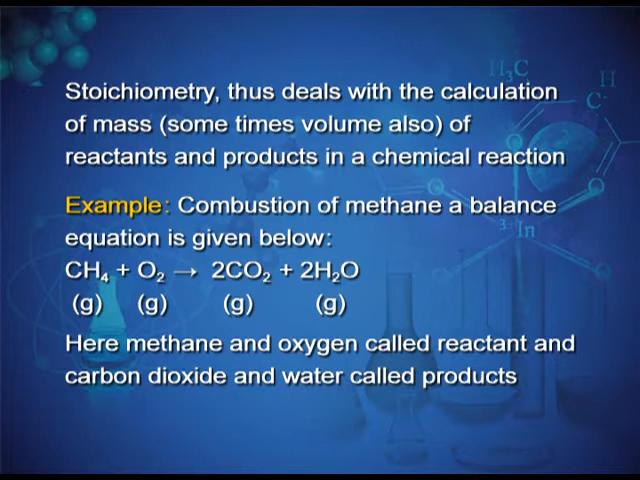 Stoichiometry, thus deals with the calculation
of mass (some times volume also) of
reactants and products in a chemical reaction
Example: Combustion of methane a balance
equation is given below:
CH₄ + O₂ → 2CO₂ + 2H₂O
(g) (g) (g) (g)
Here methane and oxygen called reactant and
carbon dioxide and water called products
H₃C
H
C
In